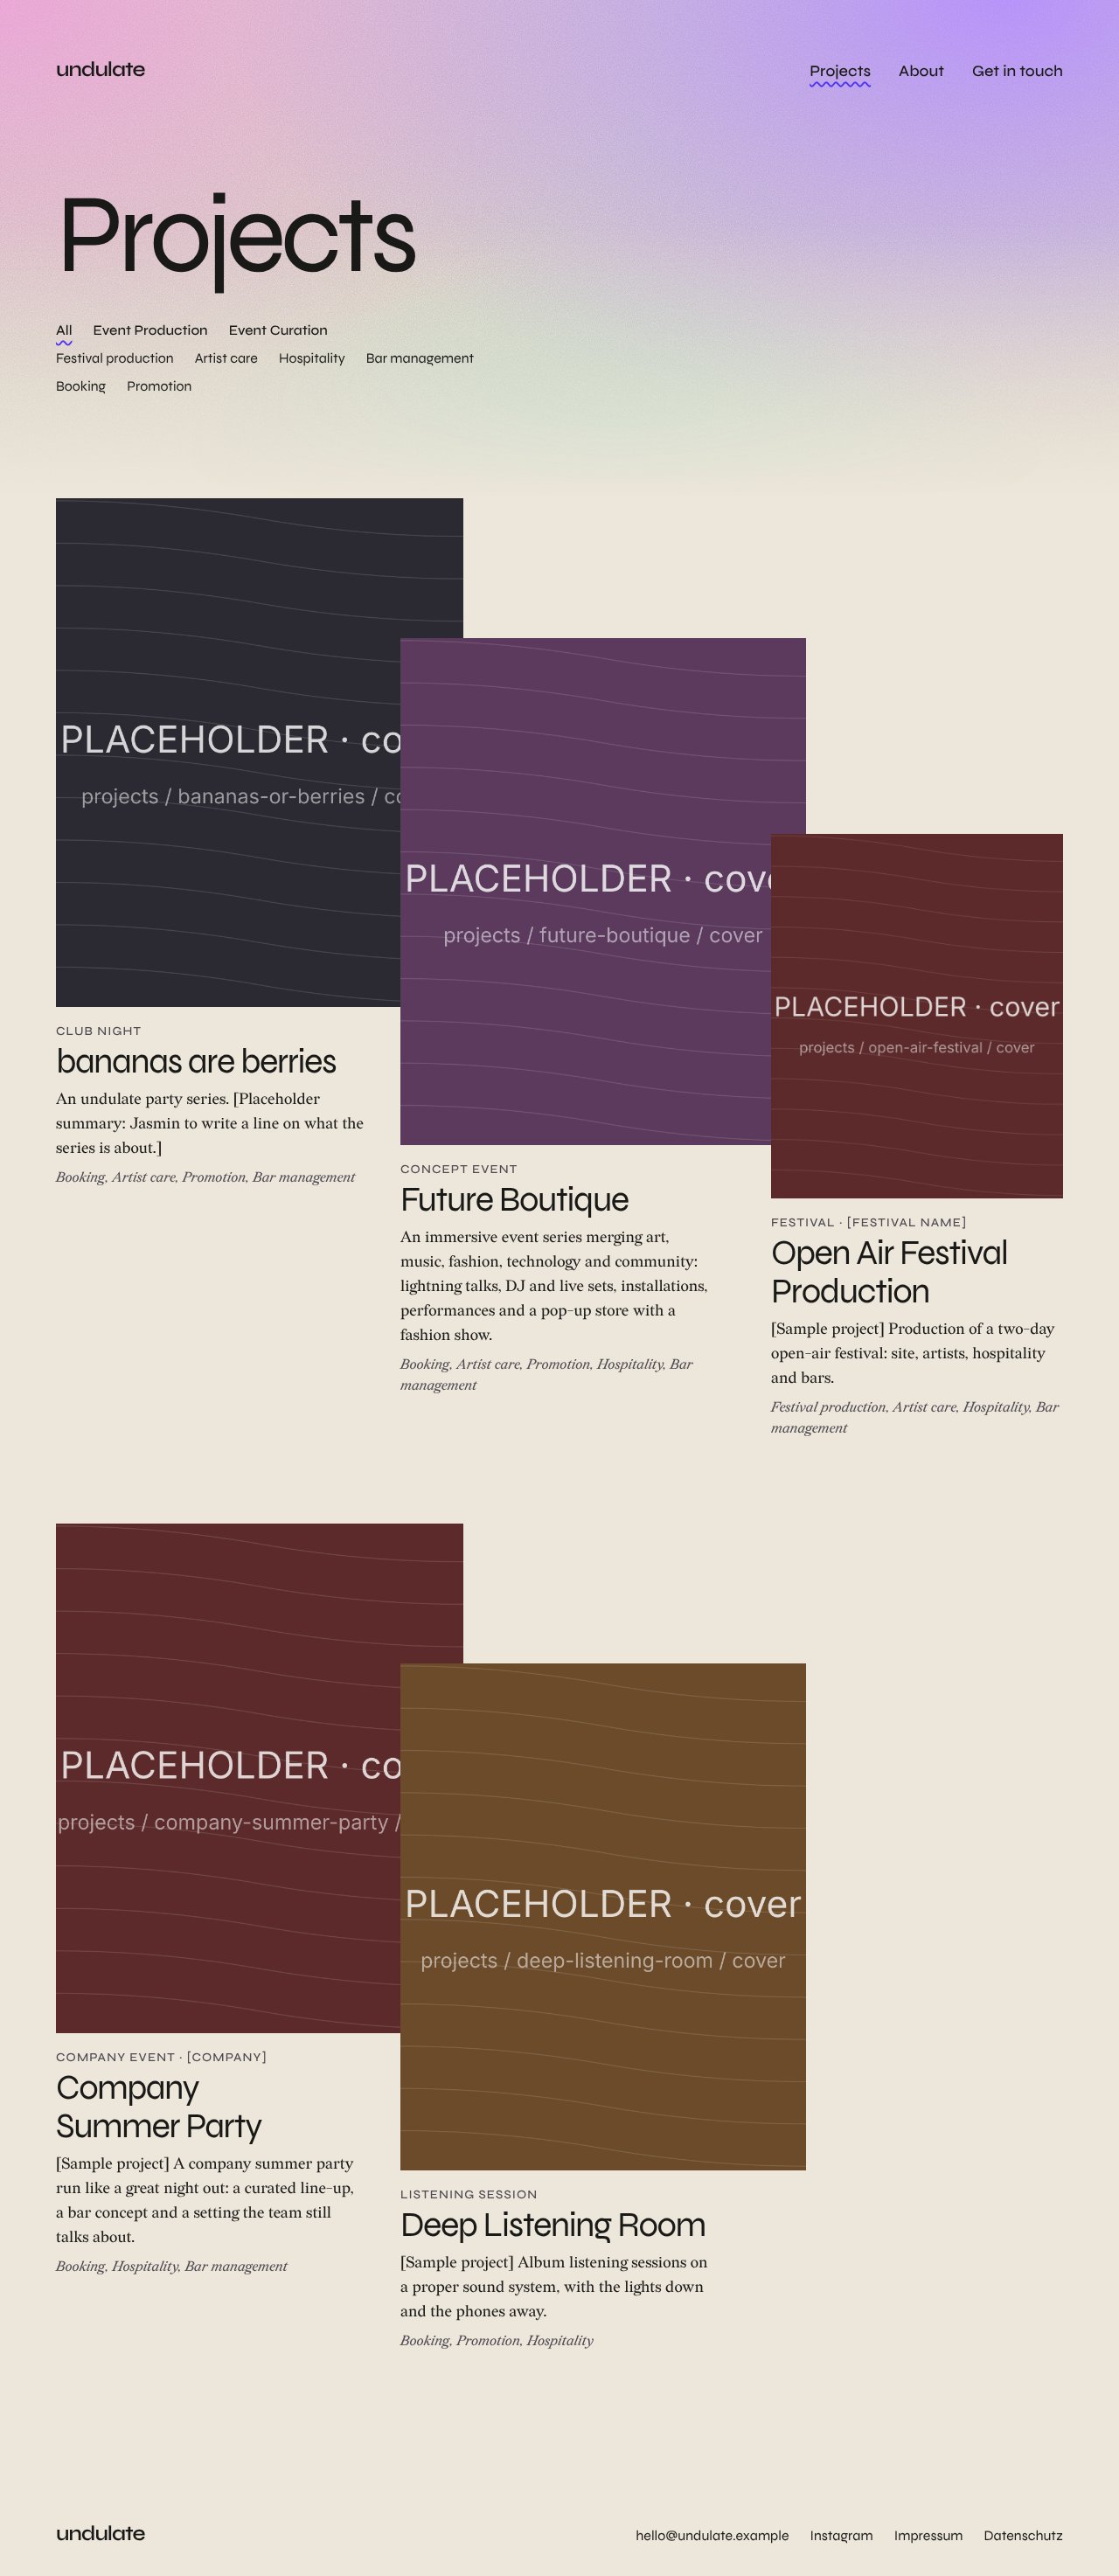 undulate
Projects About Get in touch
Projects
All Event Production Event Curation
Festival production Artist care Hospitality Bar management
Booking Promotion
PLACEHOLDER · co
projects / bananas-or-berries / co
CLUB NIGHT
bananas are berries
An undulate party series. [Placeholder
summary: Jasmin to write a line on what the
series is about.]
Booking, Artist care, Promotion, Bar management
PLACEHOLDER · cove
projects / future-boutique / cover
CONCEPT EVENT
Future Boutique
An immersive event series merging art,
music, fashion, technology and community:
lightning talks, DJ and live sets, installations,
performances and a pop-up store with a
fashion show.
Booking, Artist care, Promotion, Hospitality, Bar
management
PLACEHOLDER · cover
projects / open-air-festival / cover
FESTIVAL · [FESTIVAL NAME]
Open Air Festival
Production
[Sample project] Production of a two-day
open-air festival: site, artists, hospitality
and bars.
Festival production, Artist care, Hospitality, Bar
management
PLACEHOLDER · co
projects / company-summer-party /
COMPANY EVENT · [COMPANY]
Company
Summer Party
[Sample project] A company summer party
run like a great night out: a curated line-up,
a bar concept and a setting the team still
talks about.
Booking, Hospitality, Bar management
PLACEHOLDER · cover
projects / deep-listening-room / cover
LISTENING SESSION
Deep Listening Room
[Sample project] Album listening sessions on
a proper sound system, with the lights down
and the phones away.
Booking, Promotion, Hospitality
undulate
hello@undulate.example Instagram Impressum Datenschutz